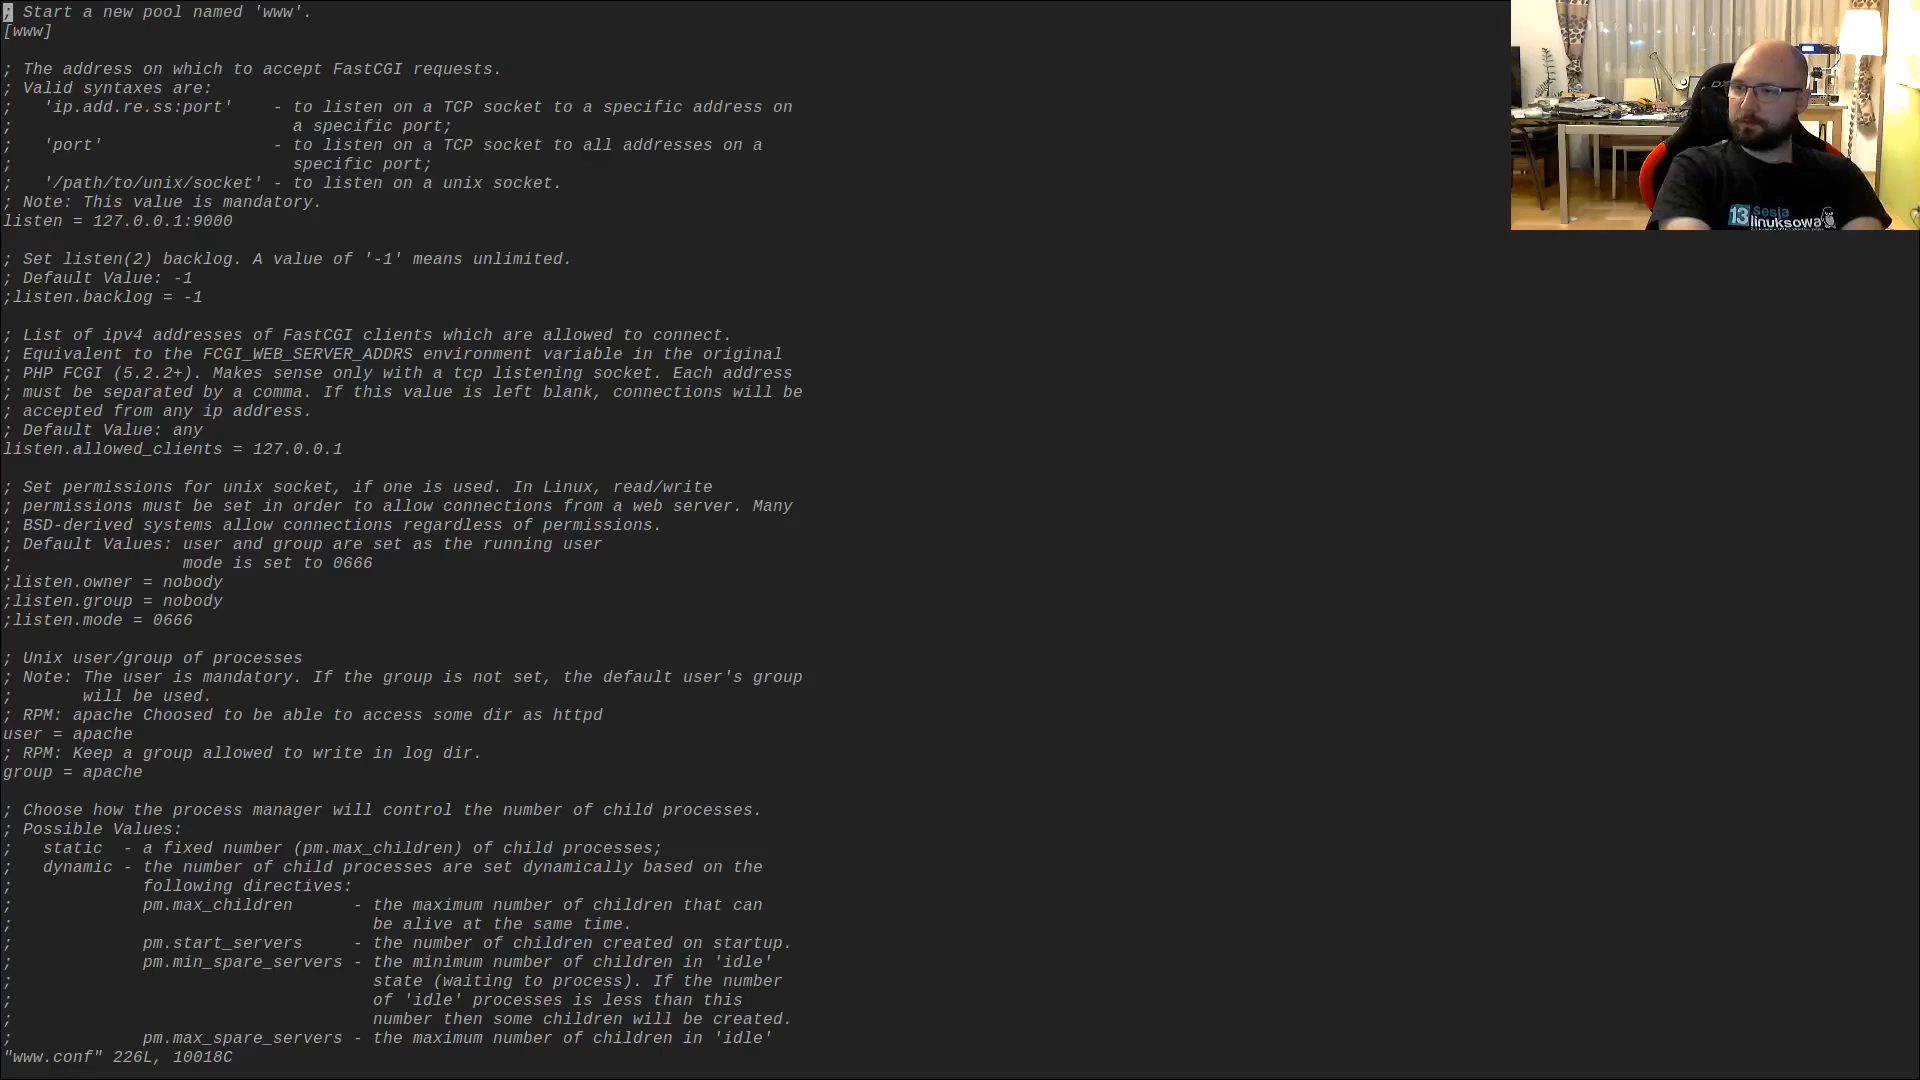 ; Start a new pool named 'www'.
[www]

; The address on which to accept FastCGI requests.
; Valid syntaxes are:
;   'ip.add.re.ss:port'    - to listen on a TCP socket to a specific address on
;                            a specific port;
;   'port'                 - to listen on a TCP socket to all addresses on a
;                            specific port;
;   '/path/to/unix/socket' - to listen on a unix socket.
; Note: This value is mandatory.
listen = 127.0.0.1:9000

; Set listen(2) backlog. A value of '-1' means unlimited.
; Default Value: -1
;listen.backlog = -1

; List of ipv4 addresses of FastCGI clients which are allowed to connect.
; Equivalent to the FCGI_WEB_SERVER_ADDRS environment variable in the original
; PHP FCGI (5.2.2+). Makes sense only with a tcp listening socket. Each address
; must be separated by a comma. If this value is left blank, connections will be
; accepted from any ip address.
; Default Value: any
listen.allowed_clients = 127.0.0.1

; Set permissions for unix socket, if one is used. In Linux, read/write
; permissions must be set in order to allow connections from a web server. Many
; BSD-derived systems allow connections regardless of permissions.
; Default Values: user and group are set as the running user
;                 mode is set to 0666
;listen.owner = nobody
;listen.group = nobody
;listen.mode = 0666

; Unix user/group of processes
; Note: The user is mandatory. If the group is not set, the default user's group
;       will be used.
; RPM: apache Choosed to be able to access some dir as httpd
user = apache
; RPM: Keep a group allowed to write in log dir.
group = apache

; Choose how the process manager will control the number of child processes.
; Possible Values:
;   static  - a fixed number (pm.max_children) of child processes;
;   dynamic - the number of child processes are set dynamically based on the
;             following directives:
;             pm.max_children      - the maximum number of children that can
;                                    be alive at the same time.
;             pm.start_servers     - the number of children created on startup.
;             pm.min_spare_servers - the minimum number of children in 'idle'
;                                    state (waiting to process). If the number
;                                    of 'idle' processes is less than this
;                                    number then some children will be created.
;             pm.max_spare_servers - the maximum number of children in 'idle'
"www.conf" 226L, 10018C
13 Sesja
linuksowa